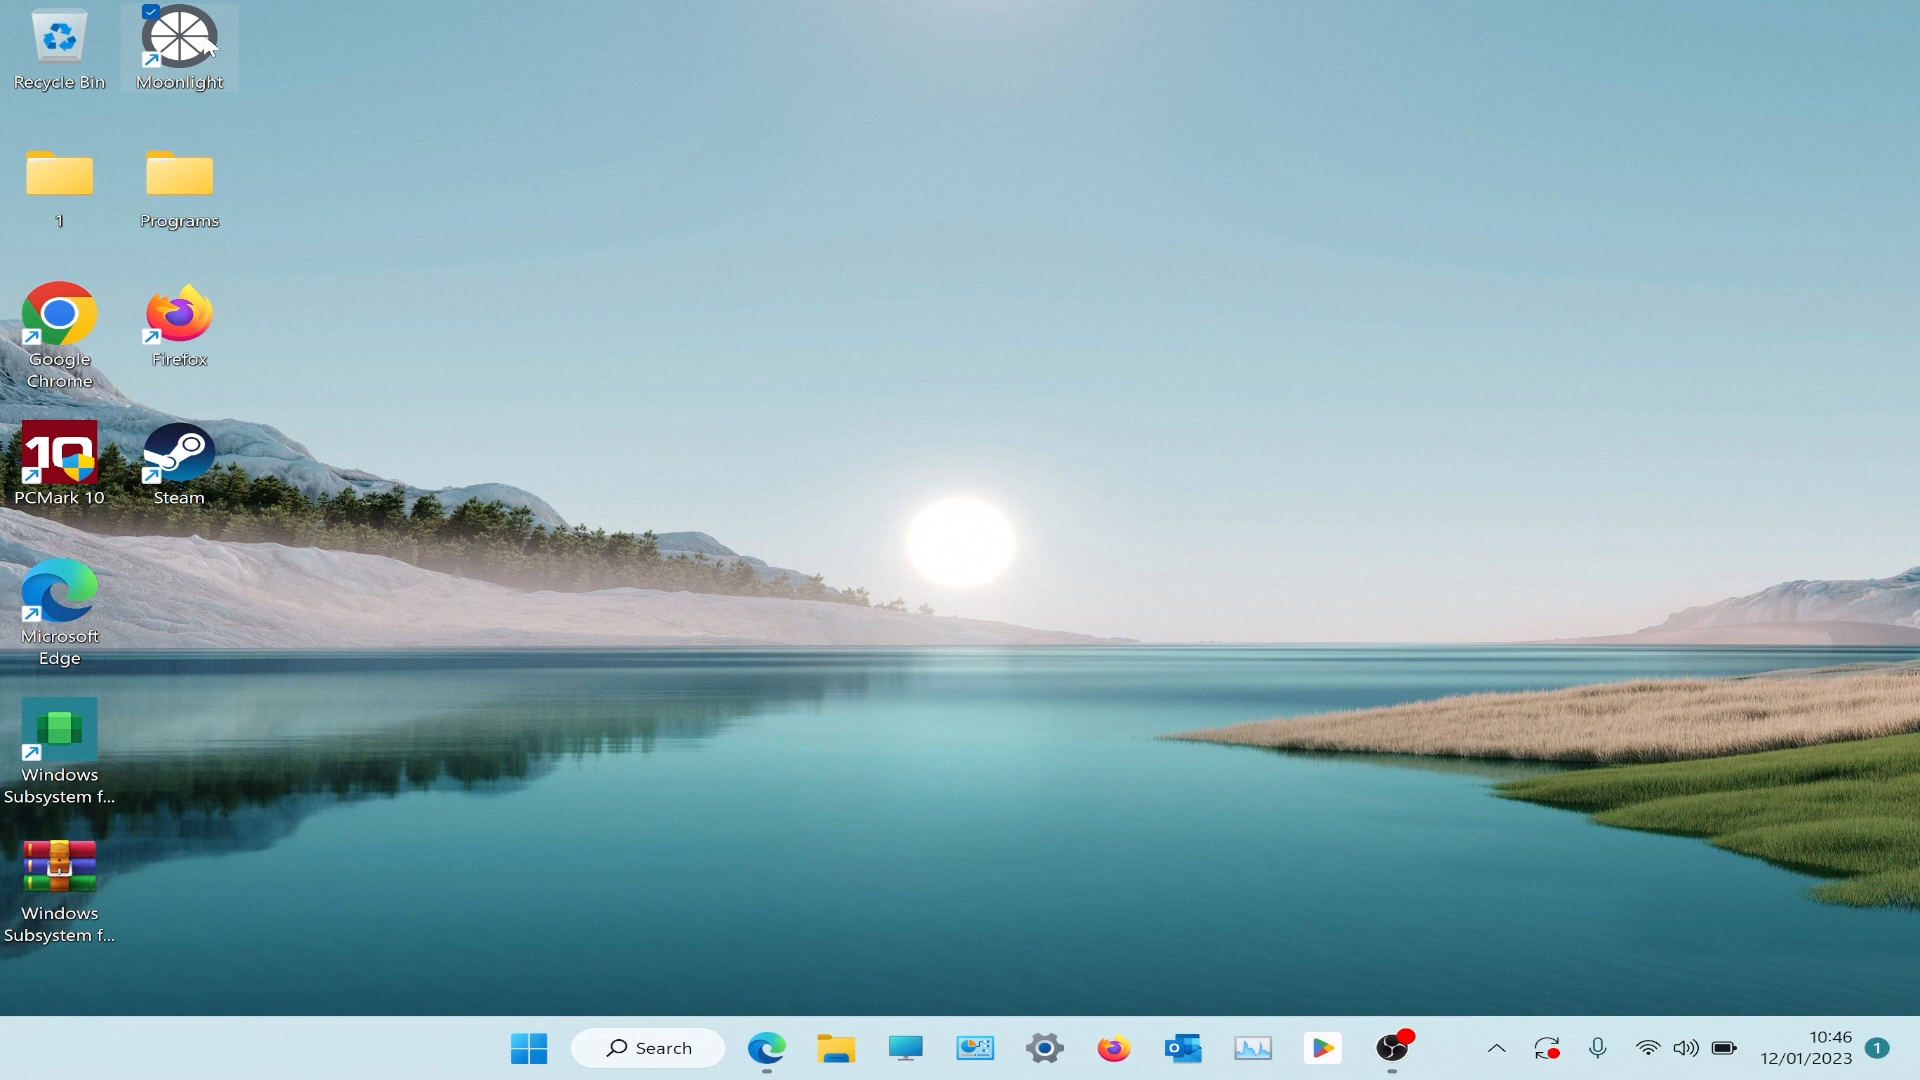 Recycle Bin
Moonlight
1
Programs
Google
Chrome
Firefox
10
PCMark 10
Steam
Microsoft
Edge
Windows
Subsystem f...
Windows
Subsystem f...
Search
10:46
12/01/2023
1